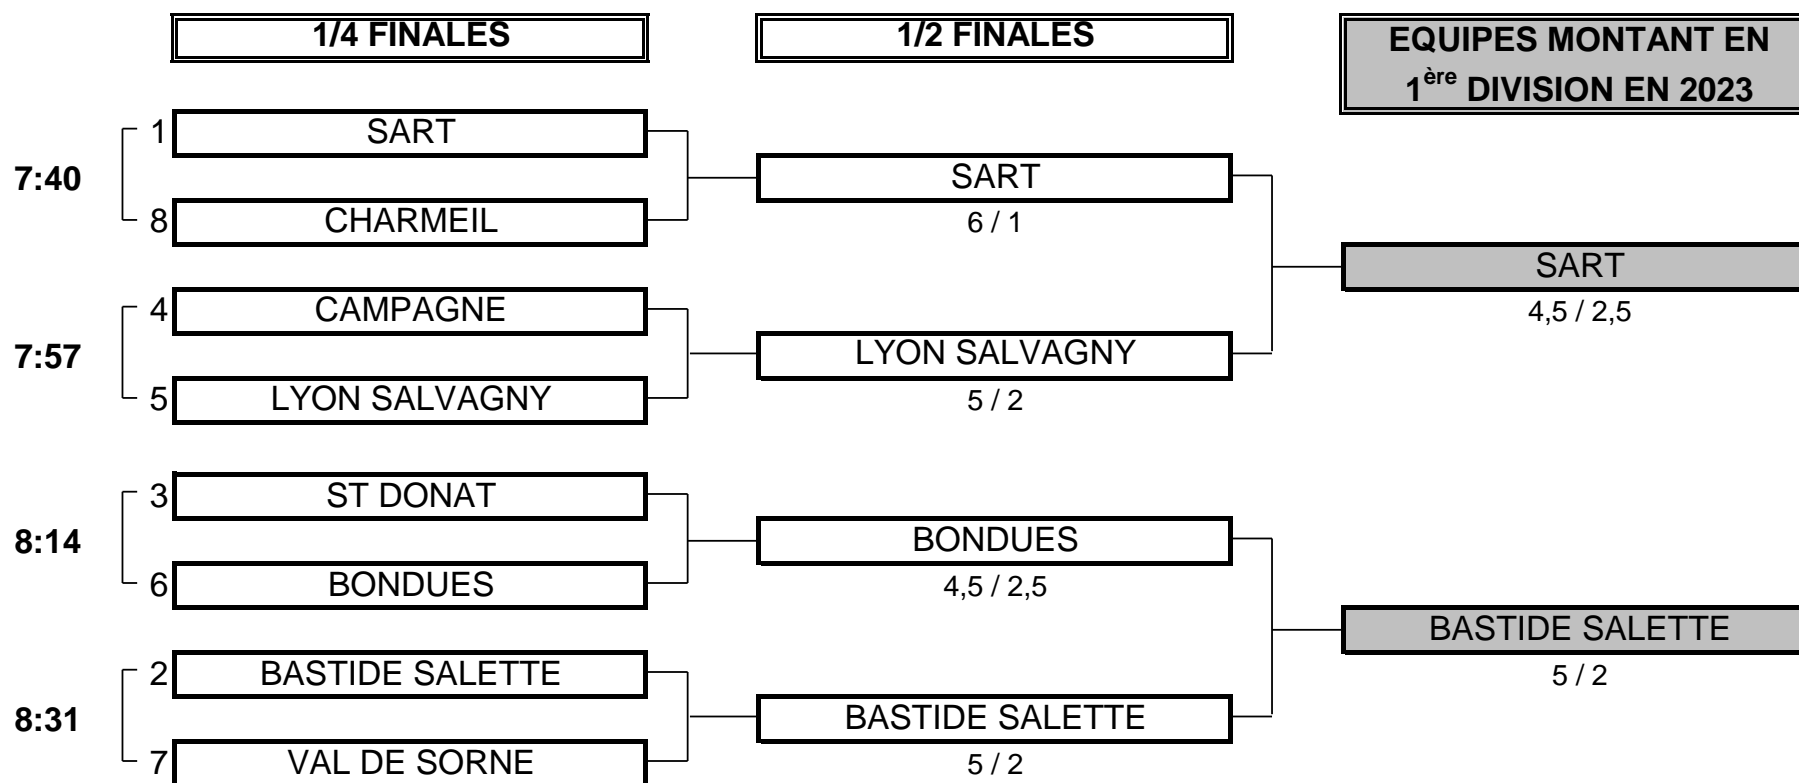 1/4 FINALES
1/2 FINALES
EQUIPES MONTANT EN
1ère DIVISION EN 2023
7:40
1 SART
8 CHARMEIL
SART
6 / 1
7:57
4 CAMPAGNE
5 LYON SALVAGNY
LYON SALVAGNY
5 / 2
SART
4,5 / 2,5
8:14
3 ST DONAT
6 BONDUES
BONDUES
4,5 / 2,5
8:31
2 BASTIDE SALETTE
7 VAL DE SORNE
BASTIDE SALETTE
5 / 2
BASTIDE SALETTE
5 / 2